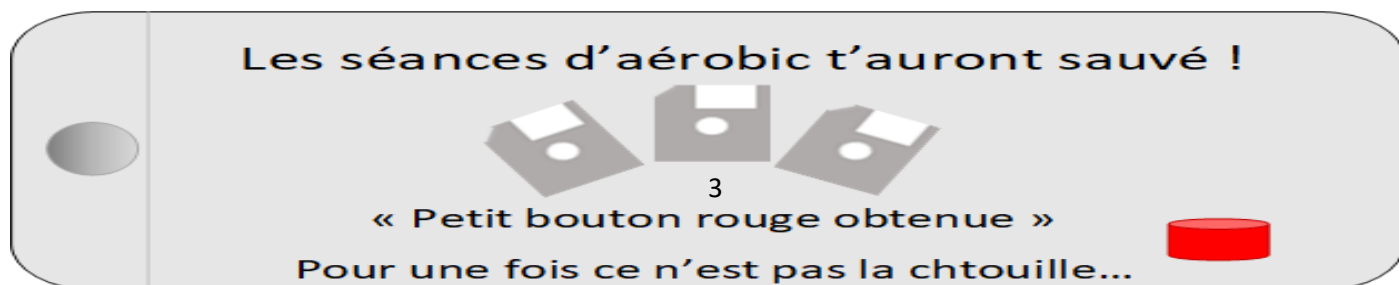 Les séances d'aérobic t'auront sauvé !
3
« Petit bouton rouge obtenue »
Pour une fois ce n'est pas la chtouille...